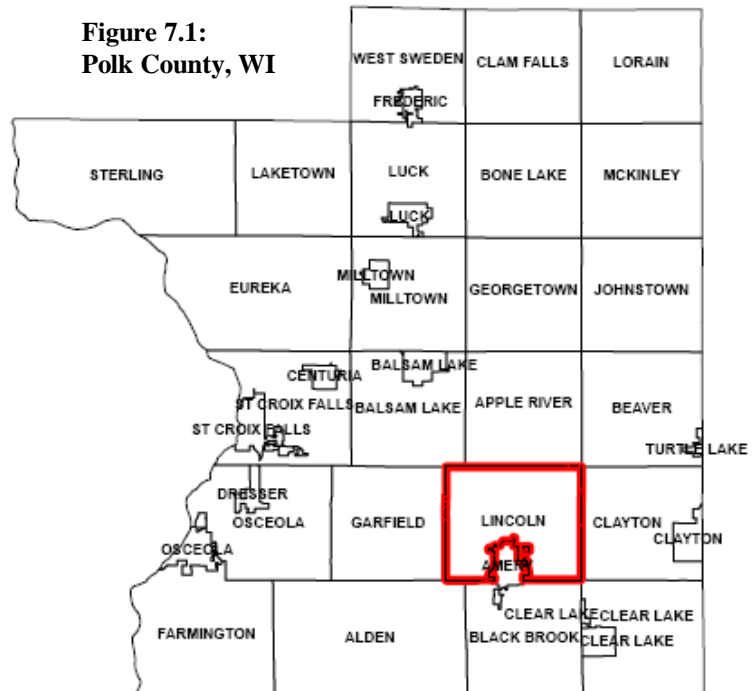 Figure 7.1:
Polk County, WI
WEST SWEDEN
CLAM FALLS
LORAIN
FREDERIC
STERLING
LAKETOWN
LUCK
BONE LAKE
MCKINLEY
LUCK
MILLTOWN
EUREKA
MILLTOWN
GEORGETOWN
JOHNSTOWN
BALSAM LAKE
CENTURIA
ST CROIX FALLS
BALSAM LAKE
APPLE RIVER
BEAVER
ST CROIX FALLS
TURTLE LAKE
DRESSER
OSCEOLA
GARFIELD
LINCOLN
CLAYTON
CLAYTON
OSCEOLA
AMERY
CLEAR LAKE
CLEAR LAKE
FARMINGTON
ALDEN
BLACK BROOK
CLEAR LAKE